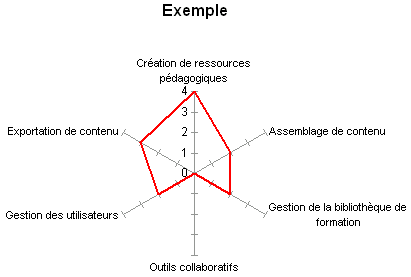 Exemple
Création de ressources
pédagogiques
4
3
2
1
0
Exportation de contenu
Assemblage de contenu
Gestion des utilisateurs
Gestion de la bibliothèque de
formation
Outils collaboratifs